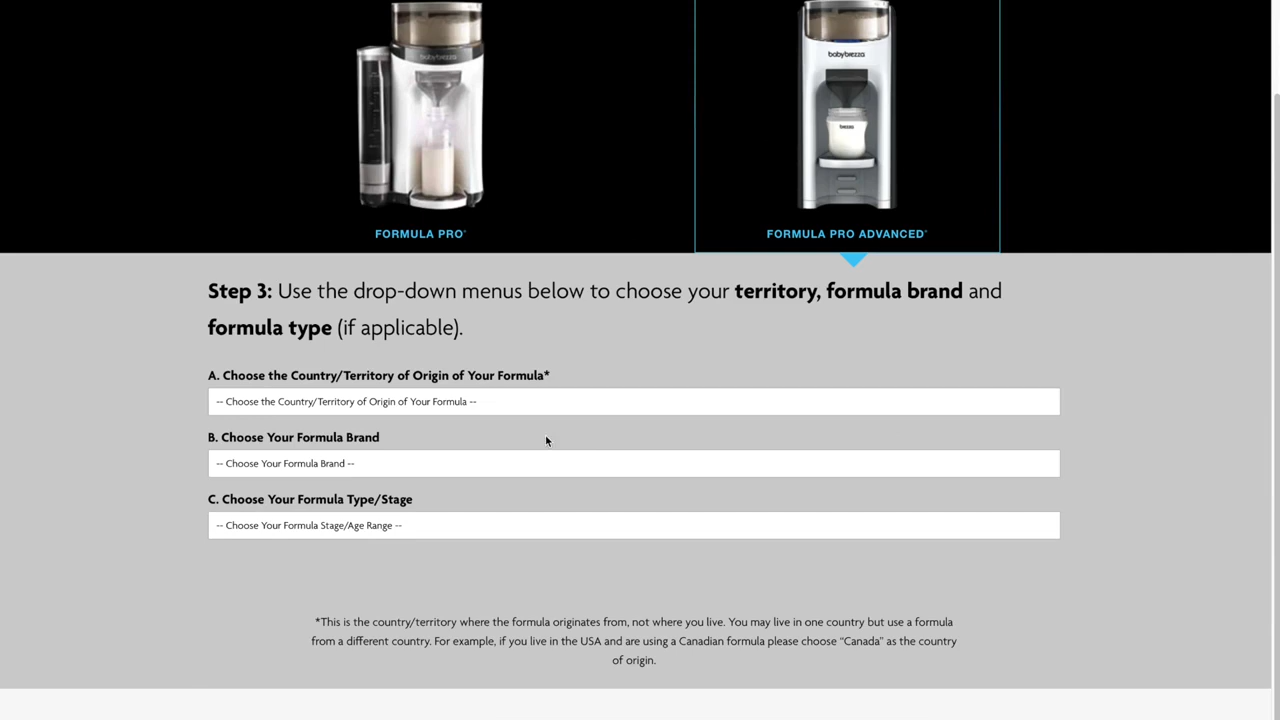 babybrezza
babybrezza
brezza
FORMULA PRO®
FORMULA PRO ADVANCED®
Step 3: Use the drop-down menus below to choose your territory, formula brand and
formula type (if applicable).
A. Choose the Country/Territory of Origin of Your Formula*
-- Choose the Country/Territory of Origin of Your Formula --
B. Choose Your Formula Brand
-- Choose Your Formula Brand --
C. Choose Your Formula Type/Stage
-- Choose Your Formula Stage/Age Range --
*This is the country/territory where the formula originates from, not where you live. You may live in one country but use a formula
from a different country. For example, if you live in the USA and are using a Canadian formula please choose “Canada” as the country
of origin.